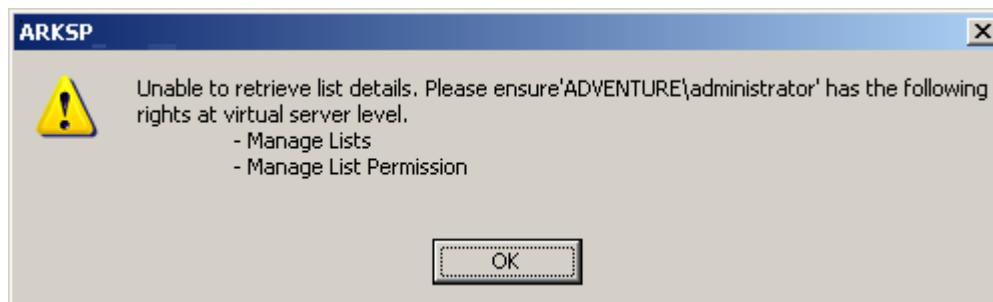 ARKSP_
Unable to retrieve list details. Please ensure'ADVENTURE\administrator' has the following
rights at virtual server level.
- Manage Lists
- Manage List Permission
OK